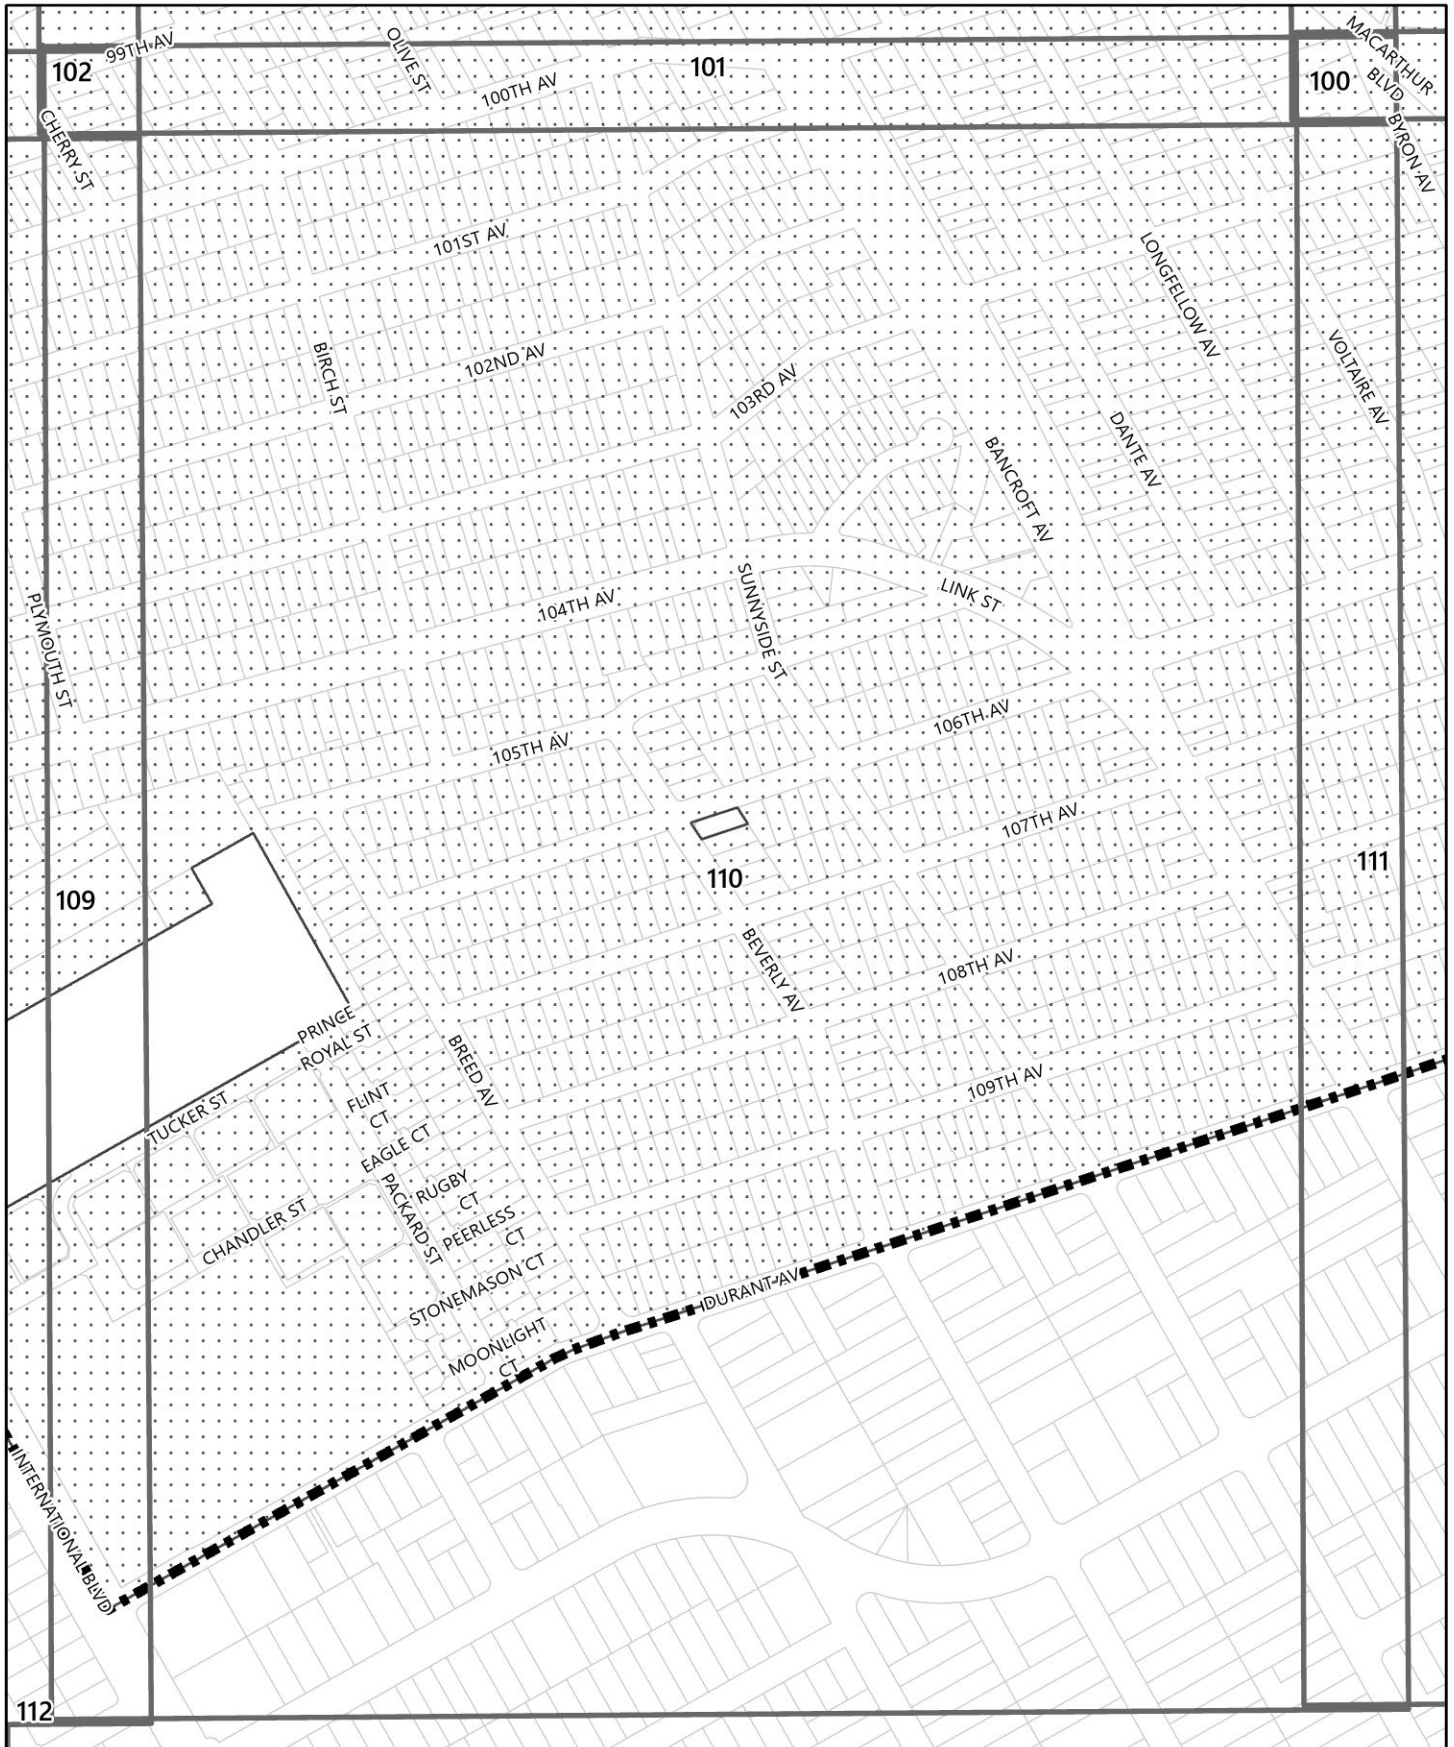 102
99TH AV
OLIVE ST
100TH AV
101
100
MACARTHUR
BLVD
BYRON AV
CHERRY ST
101ST AV
LONGFELLOW AV
BIRCH ST
102ND AV
103RD AV
VOLTAIRE AV
DANTE AV
BANCROFT AV
PLYMOUTH ST
104TH AV
SUNNYSIDE ST
LINK ST
105TH AV
106TH AV
107TH AV
109
110
111
BEVERLY AV
108TH AV
PRINCE
ROYAL ST
BREED AV
109TH AV
TUCKER ST
FLINT
CT
EAGLE CT
PACKARD ST
RUGBY
CT
CHANDLER ST
PEERLESS
CT
STONEMASON CT
DURANT AV
MOONLIGHT
CT
INTERNATIONAL BLVD
112